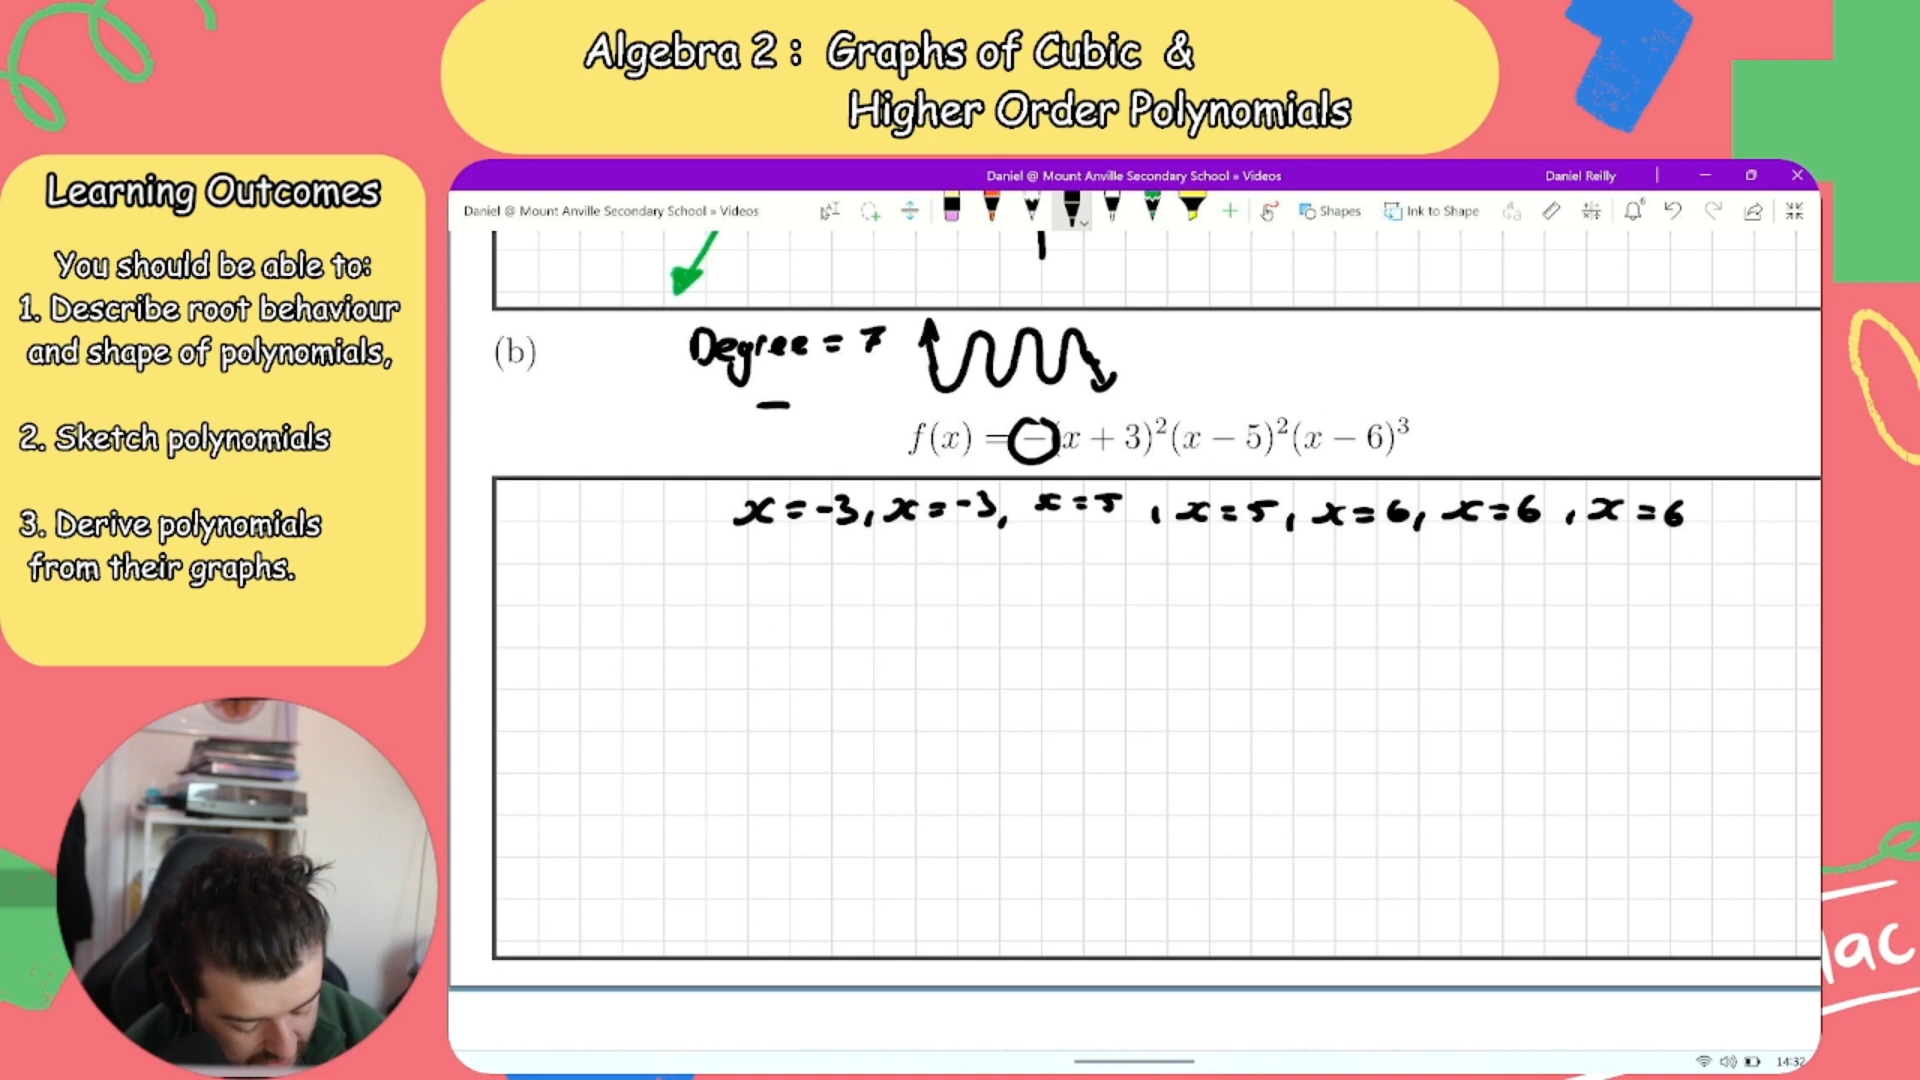 Algebra 2 : Graphs of Cubic &
Higher Order Polynomials
Learning Outcomes
You should be able to:
1. Describe root behaviour
and shape of polynomials,
2. Sketch polynomials
3. Derive polynomials
from their graphs.
Daniel @ Mount Anville Secondary School » Videos
Daniel Reilly
Daniel @ Mount Anville Secondary School » Videos
Shapes
Ink to Shape
6
(b)
Degree = 7
−
f(x) = −(x + 3)²(x − 5)²(x − 6)³
x = -3, x = -3, x = 5, x = 5, x = 6, x = 6, x = 6
14:32